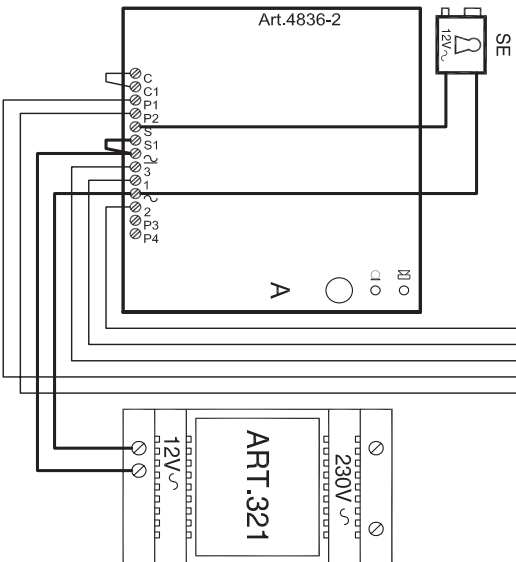 Art.4836-2
SE
12V~
C
C1
P1
P2
S
S1
~
3
1
~
2
P3
P4
A
12V~
ART.321
230V~